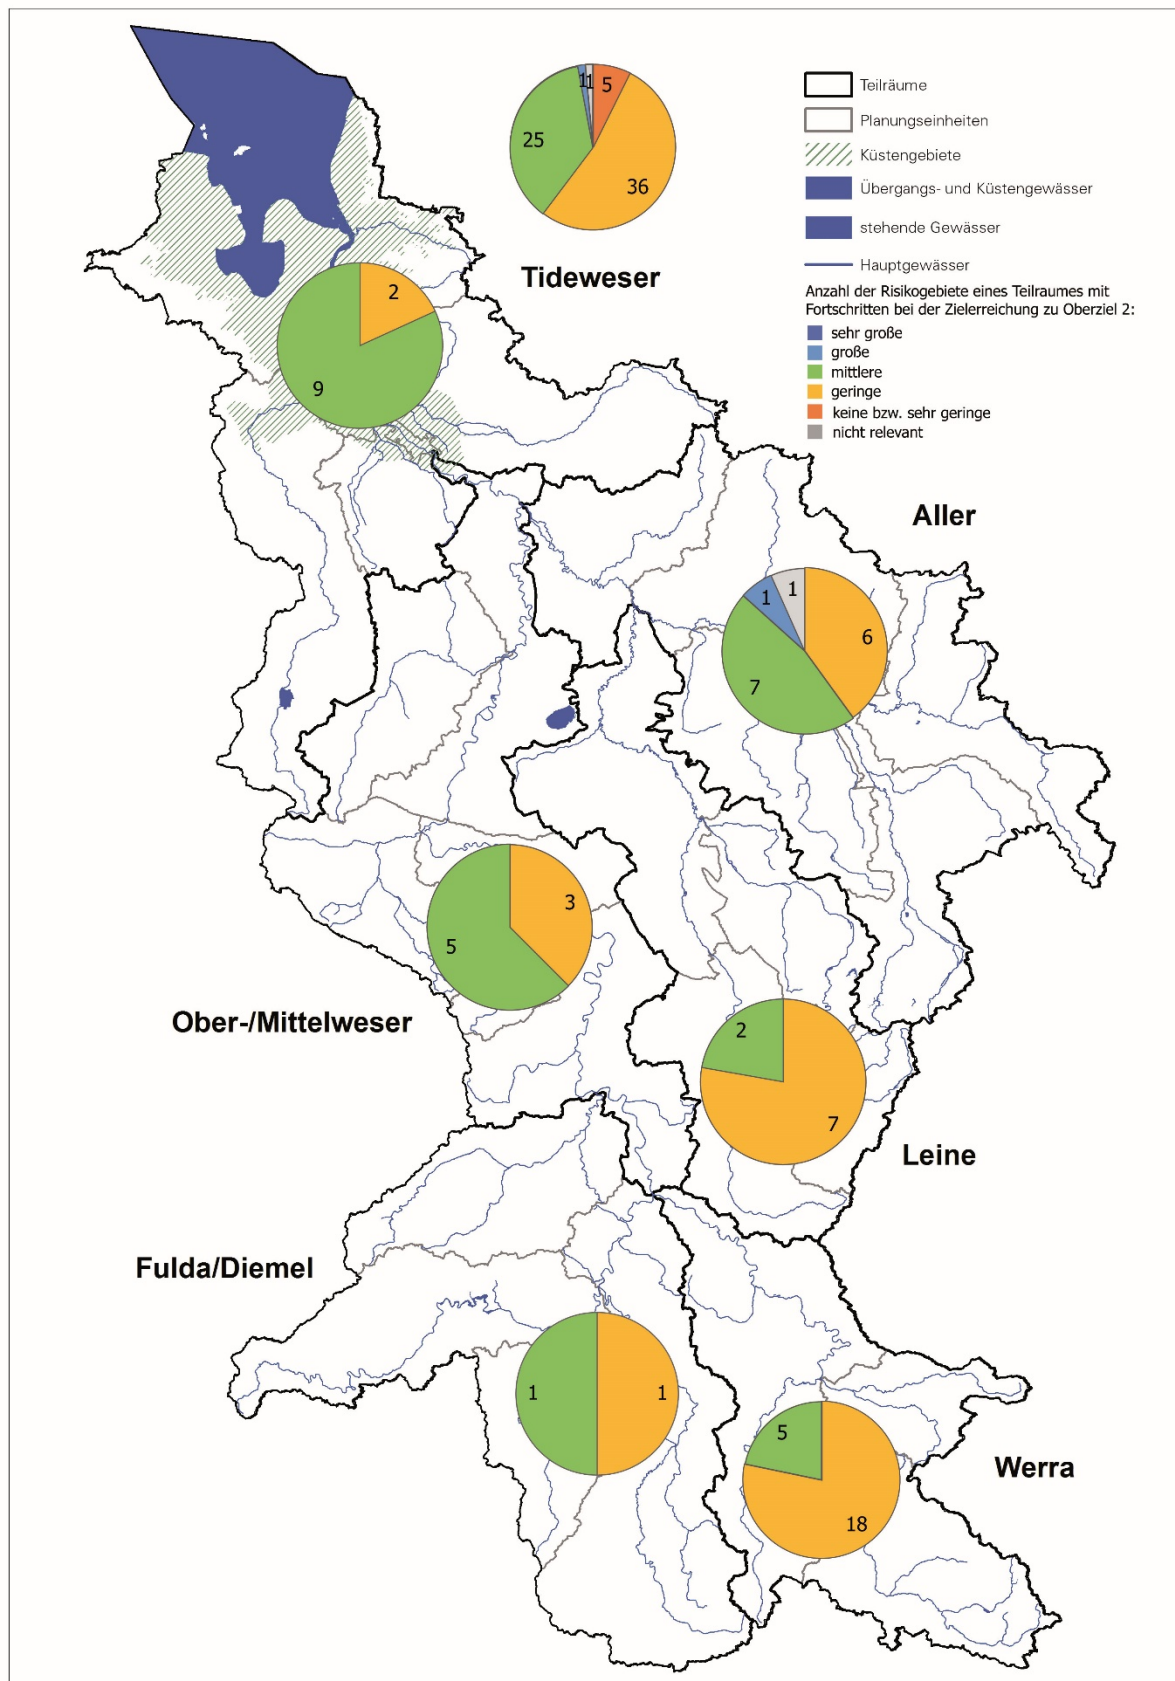 1
1
5
25
36
Teilräume
Planungseinheiten
Küstengebiete
Übergangs- und Küstengewässer
stehende Gewässer
Hauptgewässer
Anzahl der Risikogebiete eines Teilraumes mit
Fortschritten bei der Zielerreichung zu Oberziel 2:
sehr große
große
mittlere
geringe
keine bzw. sehr geringe
nicht relevant
Tideweser
2
9
Aller
1
1
6
7
3
5
Ober-/Mittelweser
2
7
Leine
Fulda/Diemel
1
1
5
18
Werra